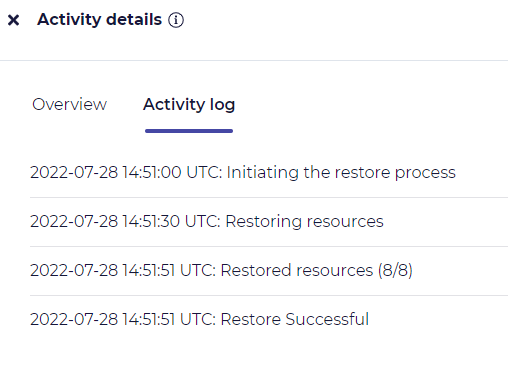 Activity details
Overview Activity log
2022-07-28 14:51:00 UTC: Initiating the restore process
2022-07-28 14:51:30 UTC: Restoring resources
2022-07-28 14:51:51 UTC: Restored resources (8/8)
2022-07-28 14:51:51 UTC: Restore Successful